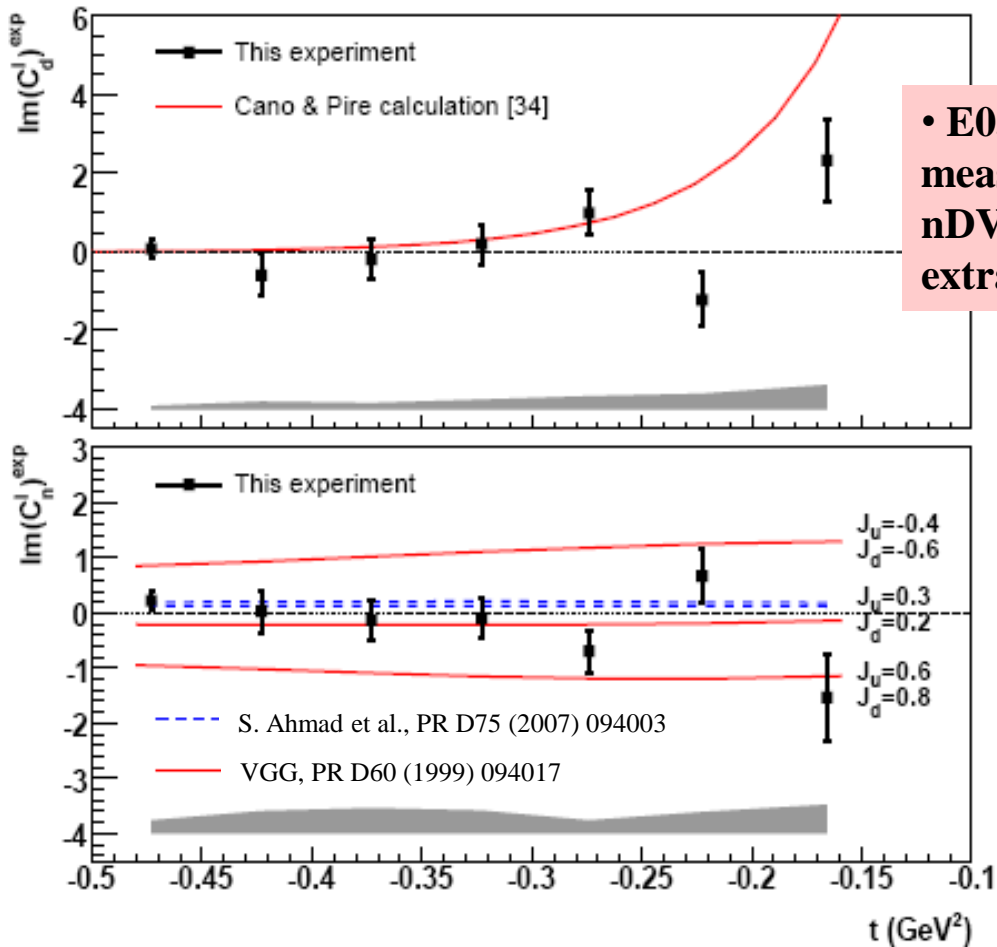 Im(C^I_d)^exp
6
4
2
0
-2
-4
This experiment
Cano & Pire calculation [34]
• E0
meas
nDV
extra
Im(C^I_n)^exp
3
2
1
0
-1
-2
-3
-4
This experiment
J_u=-0.4
J_d=-0.6
J_u=0.3
J_d=0.2
J_u=0.6
J_d=0.8
S. Ahmad et al., PR D75 (2007) 094003
VGG, PR D60 (1999) 094017
-0.5 -0.45 -0.4 -0.35 -0.3 -0.25 -0.2 -0.15 -0.1
t (GeV²)